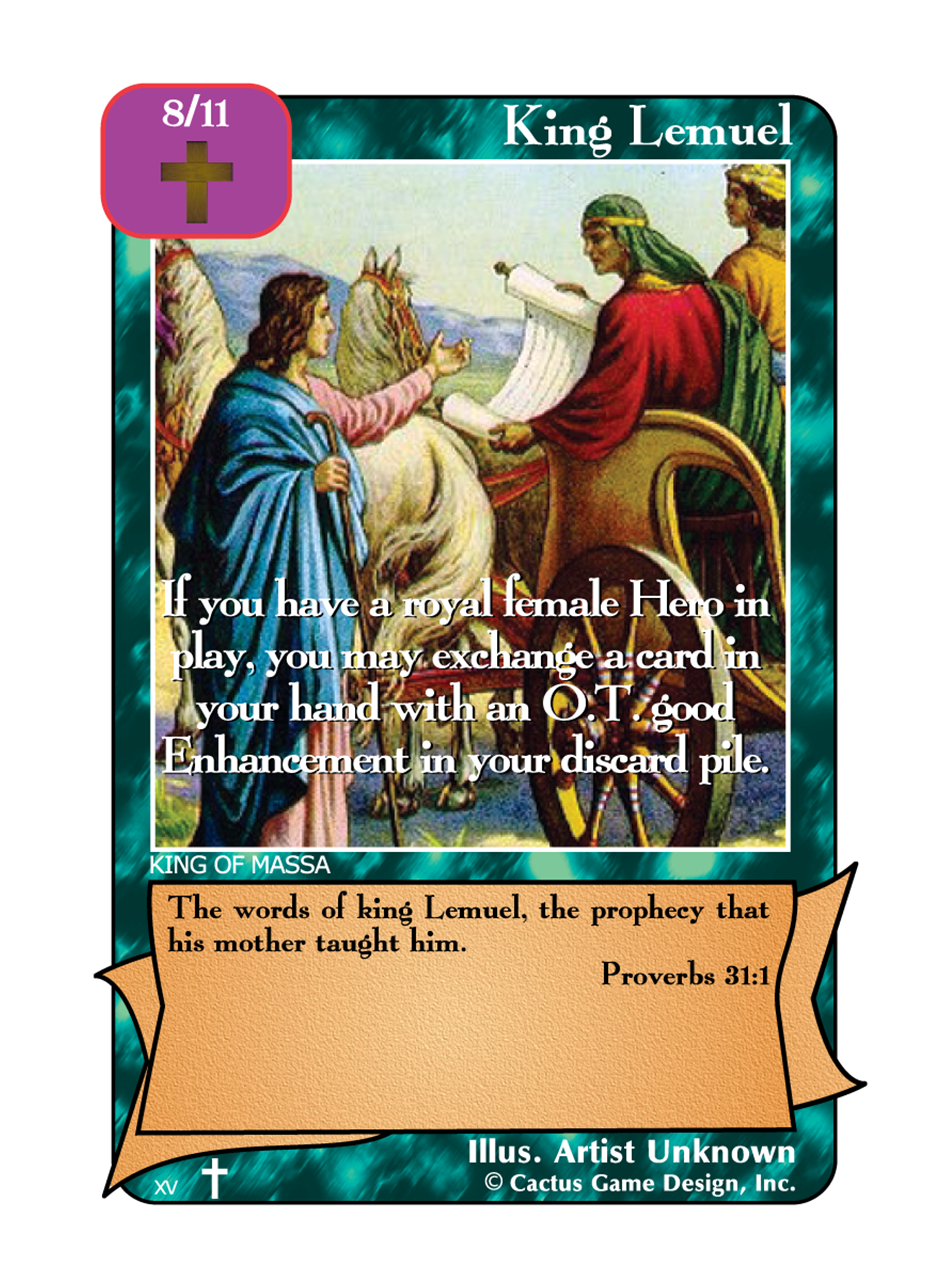 8/11
King Lemuel
If you have a royal female Hero in
play, you may exchange a card in
your hand with an O.T. good
Enhancement in your discard pile.
KING OF MASSA
The words of king Lemuel, the prophecy that
his mother taught him.
Proverbs 31:1
Illus. Artist Unknown
XV
© Cactus Game Design, Inc.